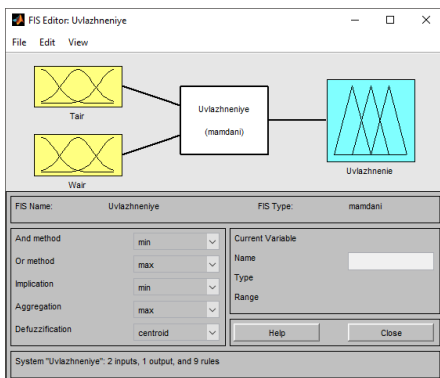 FIS Editor: Uvlazhneniye
File Edit View
Tair
Uvlazhneniye
(mamdani)
Wair
Uvlazhnenie
FIS Name: Uvlazhneniye FIS Type: mamdani
And method min
Or method max
Implication min
Aggregation max
Defuzzification centroid
Current Variable
Name
Type
Range
Help Close
System "Uvlazhneniye": 2 inputs, 1 output, and 9 rules